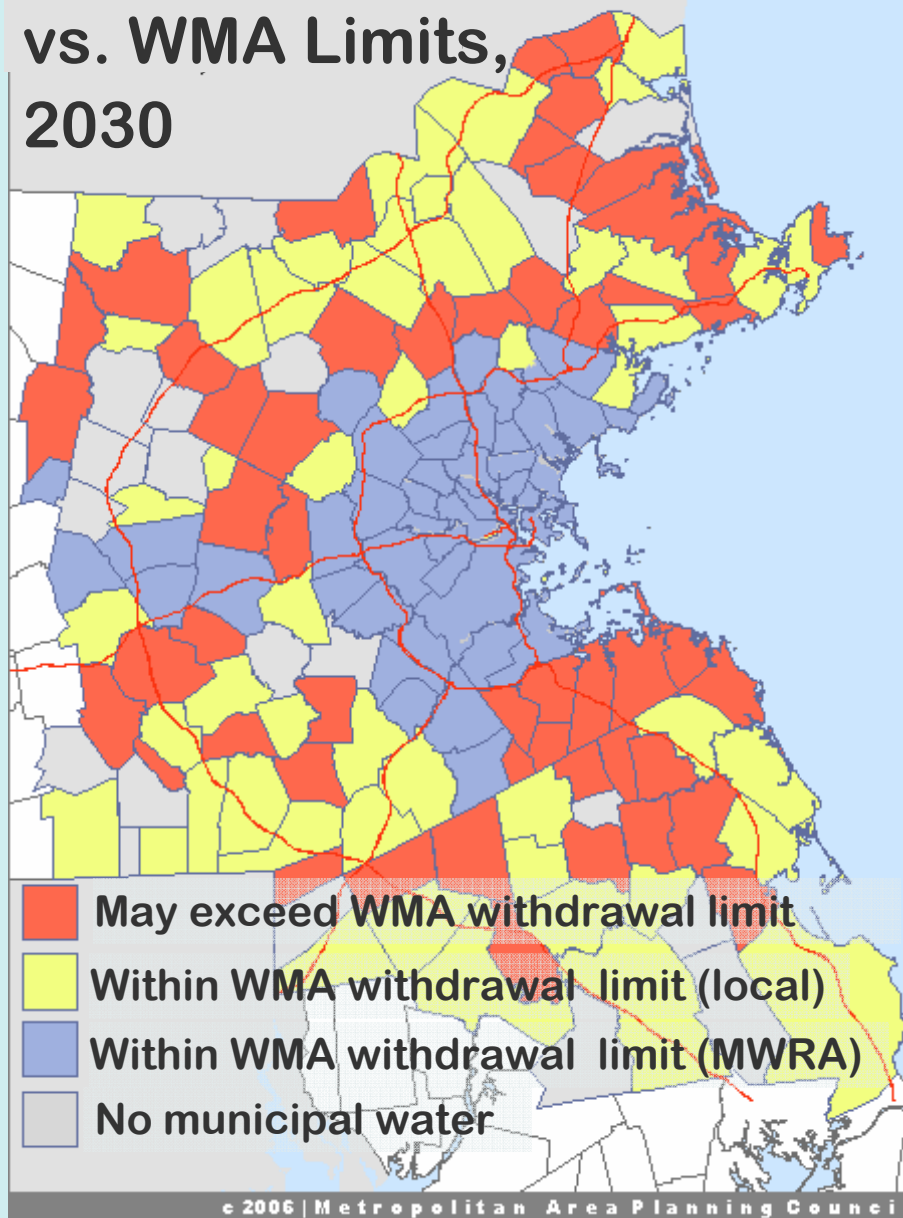 vs. WMA Limits,
2030
May exceed WMA withdrawal limit
Within WMA withdrawal limit (local)
Within WMA withdrawal limit (MWRA)
No municipal water
c 2006 | Metropolitan Area Planning Counci